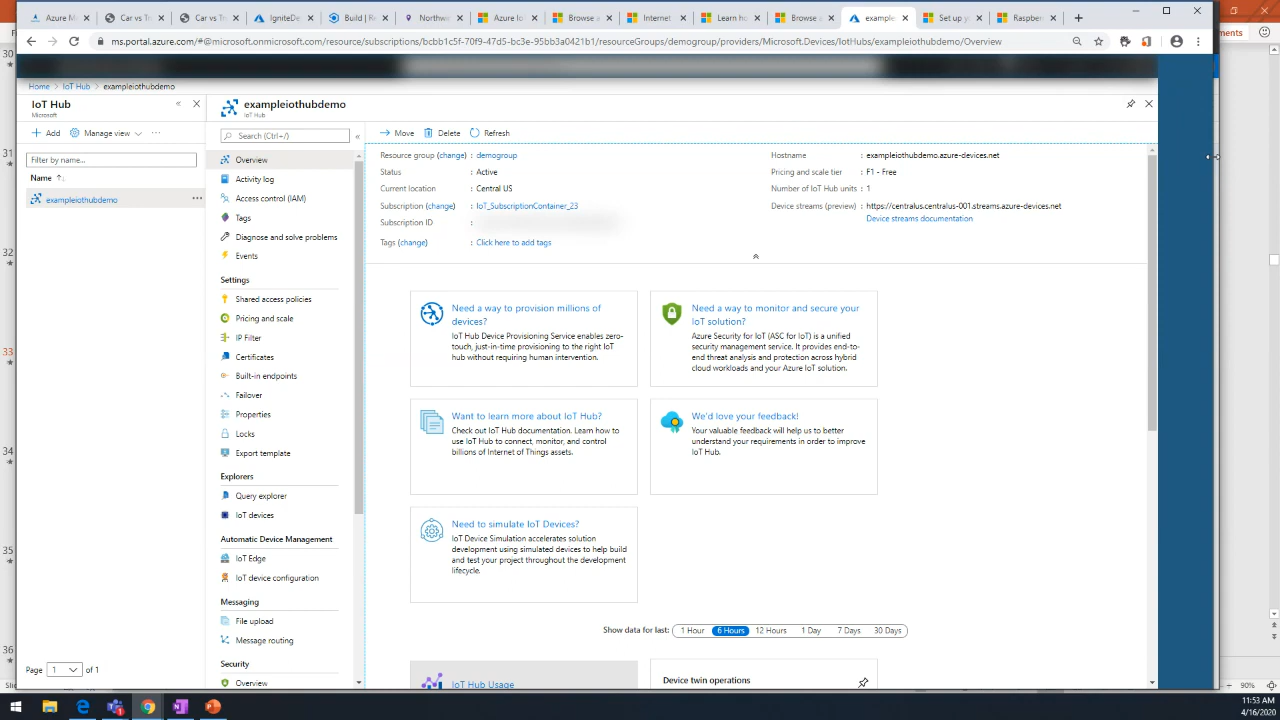 Azure M
Car vs Tr
Car vs Tr
IgniteD
Build | Re
Northw
Azure Io
Browse a
Internet
Learn ho
Browse a
example
Set up y
Raspber
ms.portal.azure.com/#@microsoft.onmicrosoft.com/resource/subscriptions/bcbb1c5f-70f9-47d5-bc3e-95bb3a0421b1/resourceGroups/demogroup/providers/Microsoft.Devices/IotHubs/exampleiothubdemo/Overview
ments
30
31
32
33
34
35
36
Home > IoT Hub > exampleiothubdemo
IoT Hub
Microsoft
Add
Manage view
Filter by name...
Name
exampleiothubdemo
Page 1 of 1
exampleiothubdemo
IoT Hub
Search (Ctrl+/)
Overview
Activity log
Access control (IAM)
Tags
Diagnose and solve problems
Events
Settings
Shared access policies
Pricing and scale
IP Filter
Certificates
Built-in endpoints
Failover
Properties
Locks
Export template
Explorers
Query explorer
IoT devices
Automatic Device Management
IoT Edge
IoT device configuration
Messaging
File upload
Message routing
Security
Overview
Move
Delete
Refresh
Resource group (change) : demogroup
Status : Active
Current location : Central US
Subscription (change) : IoT_SubscriptionContainer_23
Subscription ID :
Tags (change) : Click here to add tags
Hostname : exampleiothubdemo.azure-devices.net
Pricing and scale tier : F1 - Free
Number of IoT Hub units : 1
Device streams (preview) : https://centralus.centralus-001.streams.azure-devices.net
Device streams documentation
Need a way to provision millions of
devices?
IoT Hub Device Provisioning Service enables zero-
touch, just-in-time provisioning to the right IoT
hub without requiring human intervention.
Need a way to monitor and secure your
IoT solution?
Azure Security for IoT (ASC for IoT) is a unified
security management service. It provides end-to-
end threat analysis and protection across hybrid
cloud workloads and your Azure IoT solution.
Want to learn more about IoT Hub?
Check out IoT Hub documentation. Learn how to
use IoT Hub to connect, monitor, and control
billions of Internet of Things assets.
We'd love your feedback!
Your valuable feedback will help us to better
understand your requirements in order to improve
IoT Hub.
Need to simulate IoT Devices?
IoT Device Simulation accelerates solution
development using simulated devices to help build
and test your project throughout the development
lifecycle.
Show data for last: 1 Hour 6 Hours 12 Hours 1 Day 7 Days 30 Days
IoT Hub Usage
Device twin operations
90%
11:53 AM
4/16/2020